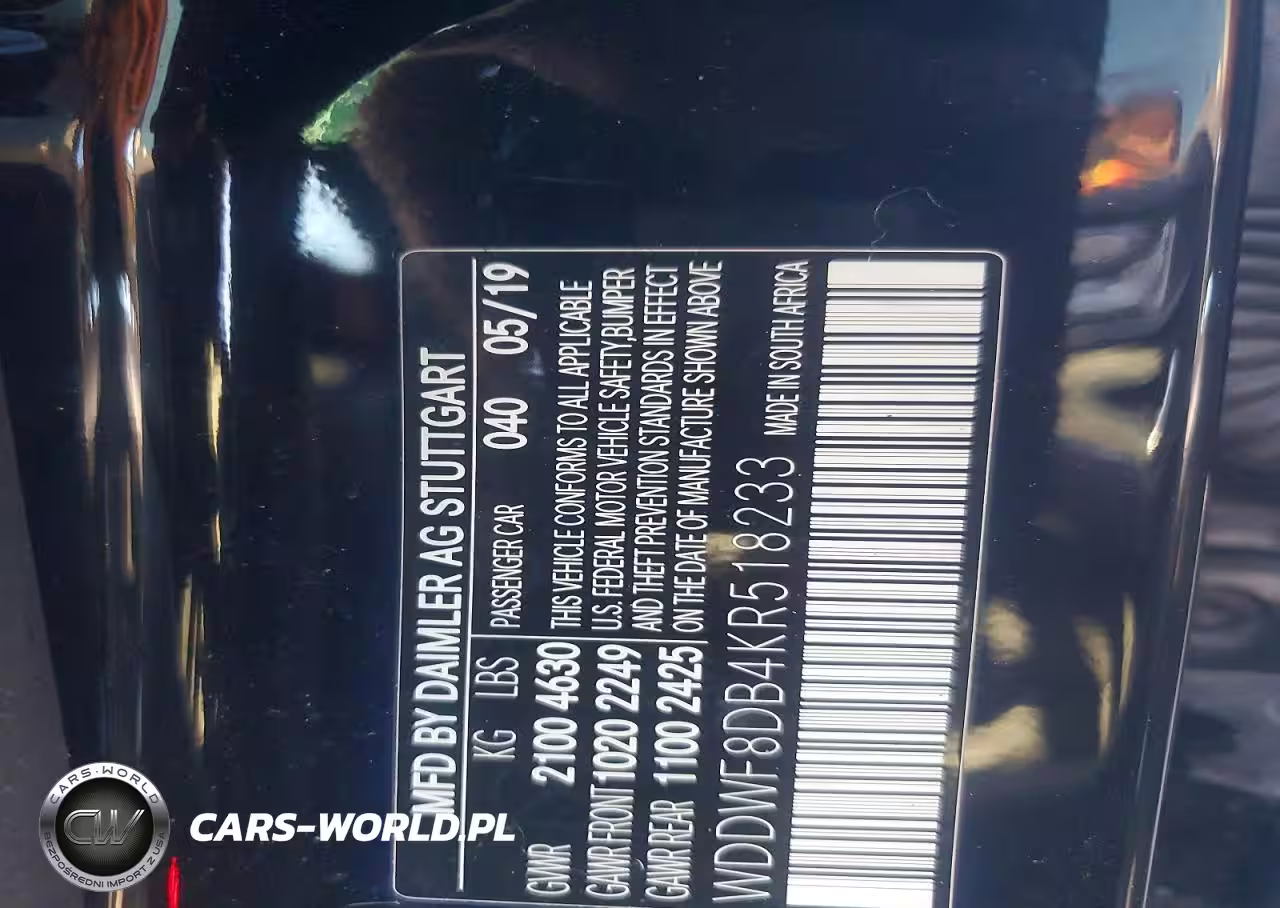 MFD BY DAIMLER AG STUTTGART
KG LBS PASSENGER CAR 040 05/19
GVWR 2100 4630 THIS VEHICLE CONFORMS TO ALL APPLICABLE
GAWR FRONT 1020 2249 U.S. FEDERAL MOTOR VEHICLE SAFETY, BUMPER
GAWR REAR 1100 2425 AND THEFT PREVENTION STANDARDS IN EFFECT
ON THE DATE OF MANUFACTURE SHOWN ABOVE
WDDWF8DB4KR518233 MADE IN SOUTH AFRICA
CARS-WORLD
CW
BEZPOŚREDNI IMPORT Z USA
CARS-WORLD.PL